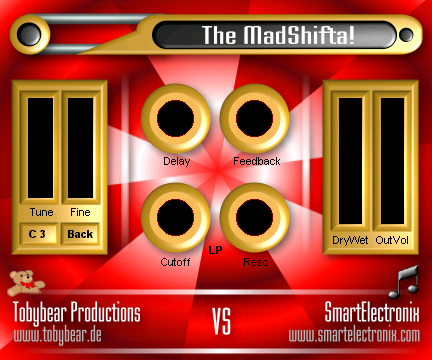 The MadShifta!
Delay Feedback
Tune Fine
DryWet OutVol
C 3 Back
LP
Cutoff Reso
Tobybear Productions VS SmartElectronix
www.tobybear.de www.smartelectronix.com